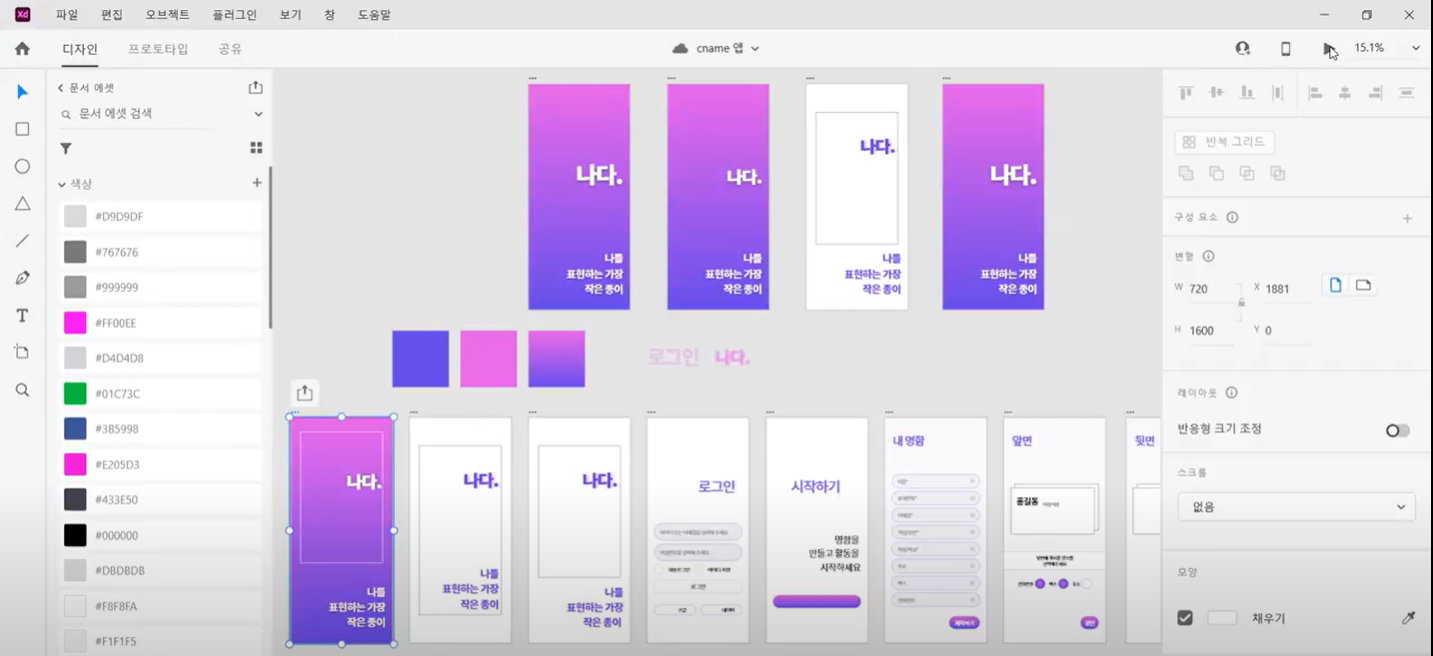 Xd 파일 편집 오브젝트 플러그인 보기 창 도움말
디자인 프로토타입 공유
cname 앱
15.1%
문서 에셋
문서 에셋 검색
색상
#D9D9DF
#767676
#999999
#FF00EE
#D4D4D8
#01C73C
#3B5998
#E205D3
#433E50
#000000
#DBDBDB
#F8F8FA
#F1F1F5
나다.
나를
표현하는 가장
작은 종이
나다.
나를
표현하는 가장
작은 종이
나다.
나를
표현하는 가장
작은 종이
나다.
나를
표현하는 가장
작은 종이
로그인 나다.
나다.
나를
표현하는 가장
작은 종이
나다.
나를
표현하는 가장
작은 종이
나다.
나를
표현하는 가장
작은 종이
로그인
로그인
시작하기
명함을
만들고 활동을
시작하세요
내 명함
앞면
홍길동
뒷면
반복 그리드
구성 요소
변형
W 720 X 1881
H 1600 Y 0
레이아웃
반응형 크기 조정
스크롤
없음
모양
채우기